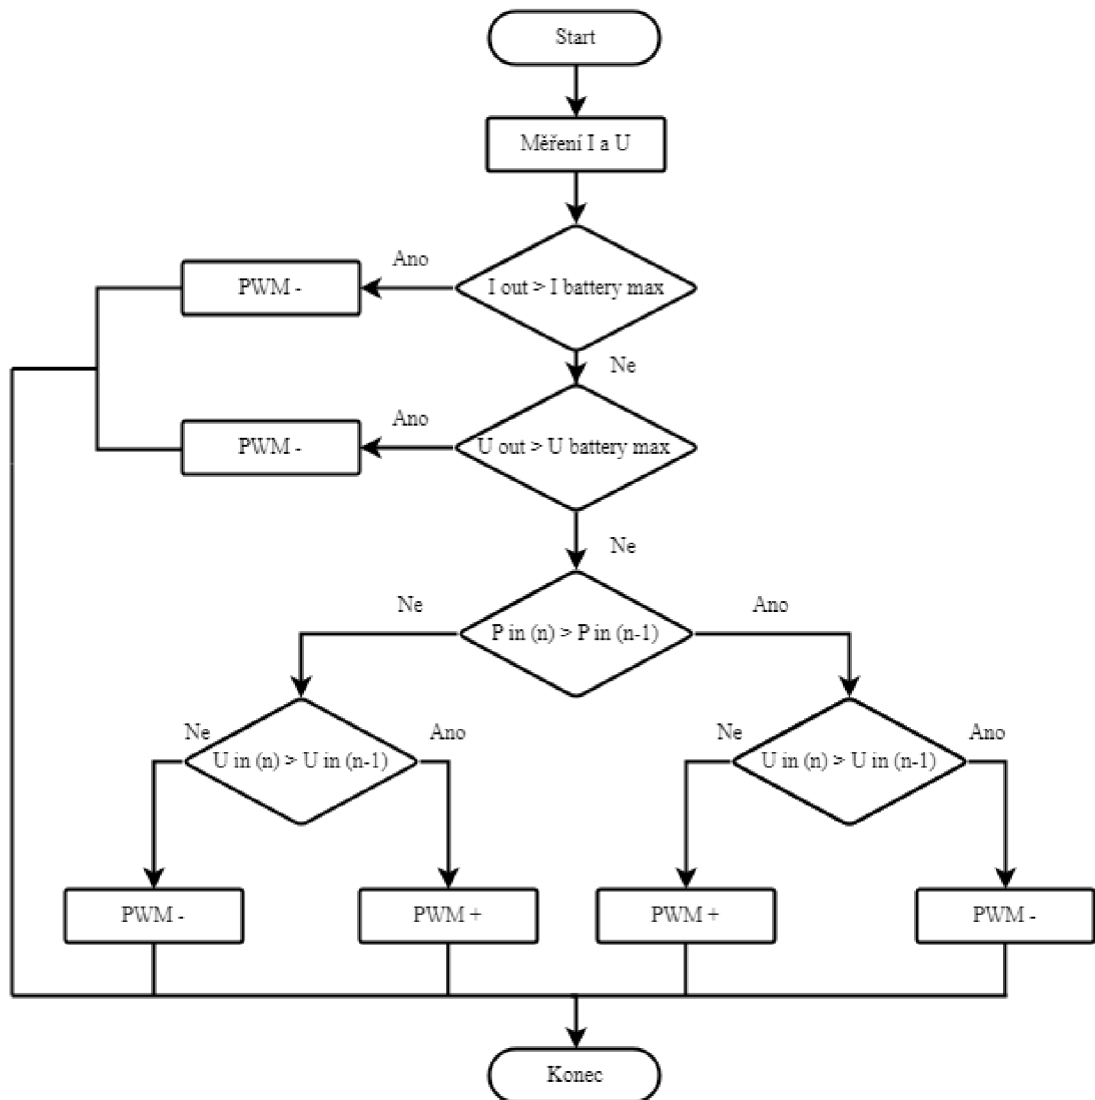 Start
Měření I a U
Ano
PWM -
I out > I battery max
Ne
Ano
PWM -
U out > U battery max
Ne
Ne
P in (n) > P in (n-1)
Ano
Ne
U in (n) > U in (n-1)
Ano
Ne
U in (n) > U in (n-1)
Ano
PWM -
PWM +
PWM +
PWM -
Konec